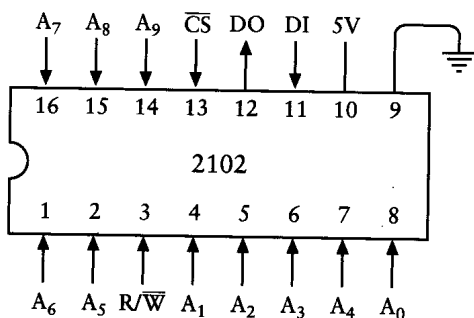 A₇ A₈ A₉ C̅S̅ DO DI 5V
16 15 14 13 12 11 10 9
2102
1 2 3 4 5 6 7 8
A₆ A₅ R/W̅ A₁ A₂ A₃ A₄ A₀